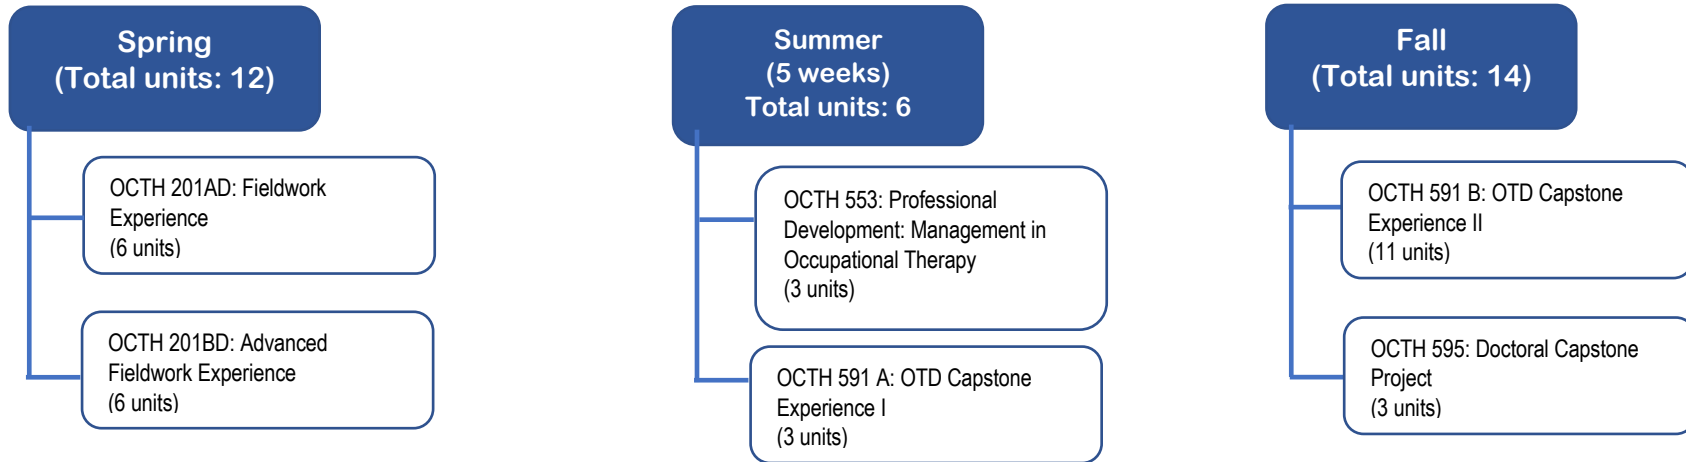 Spring
(Total units: 12)
OCTH 201AD: Fieldwork
Experience
(6 units)
OCTH 201BD: Advanced
Fieldwork Experience
(6 units)
Summer
(5 weeks)
Total units: 6
OCTH 553: Professional
Development: Management in
Occupational Therapy
(3 units)
OCTH 591 A: OTD Capstone
Experience I
(3 units)
Fall
(Total units: 14)
OCTH 591 B: OTD Capstone
Experience II
(11 units)
OCTH 595: Doctoral Capstone
Project
(3 units)